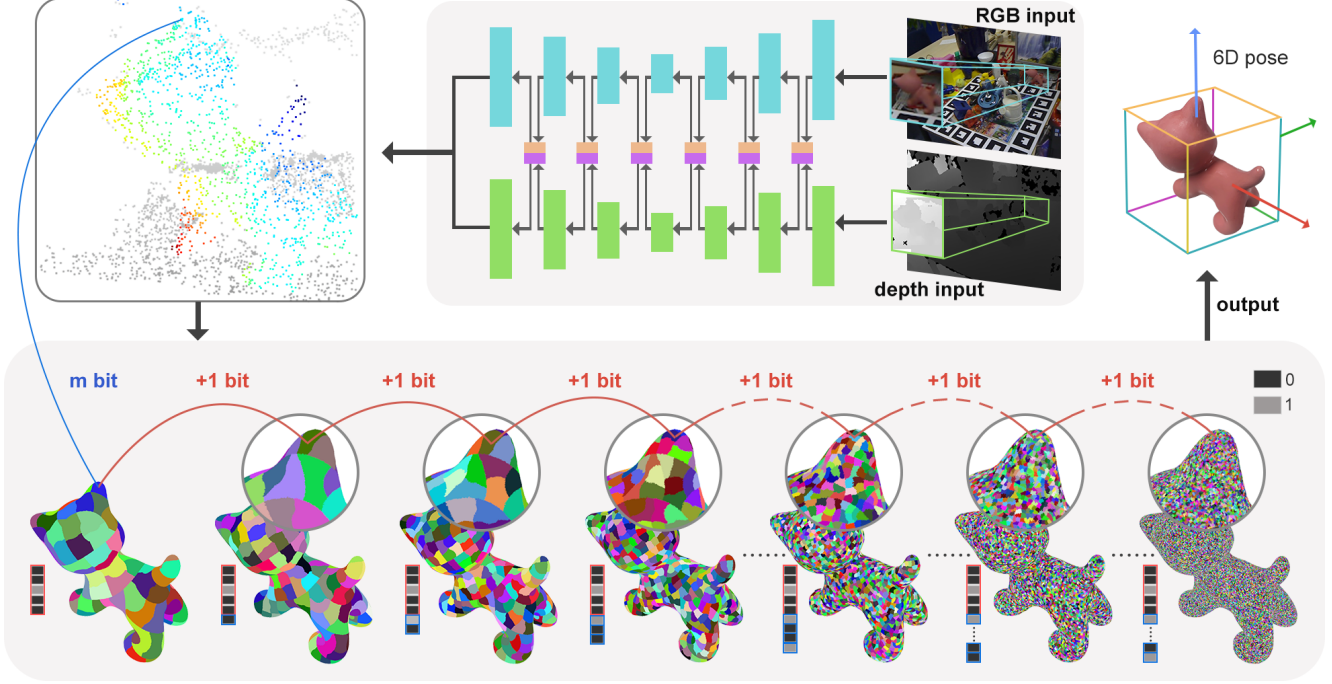 RGB input
6D pose
depth input
output
m bit
+1 bit
+1 bit
+1 bit
+1 bit
+1 bit
+1 bit
0
1